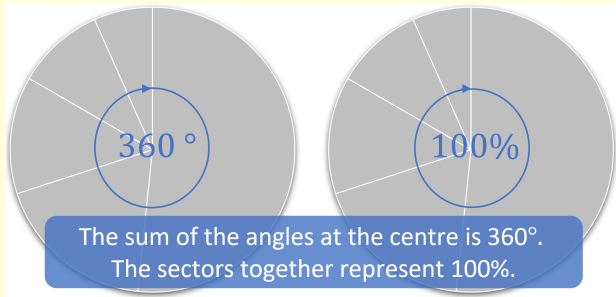 360 °
100%
The sum of the angles at the centre is 360°.
The sectors together represent 100%.